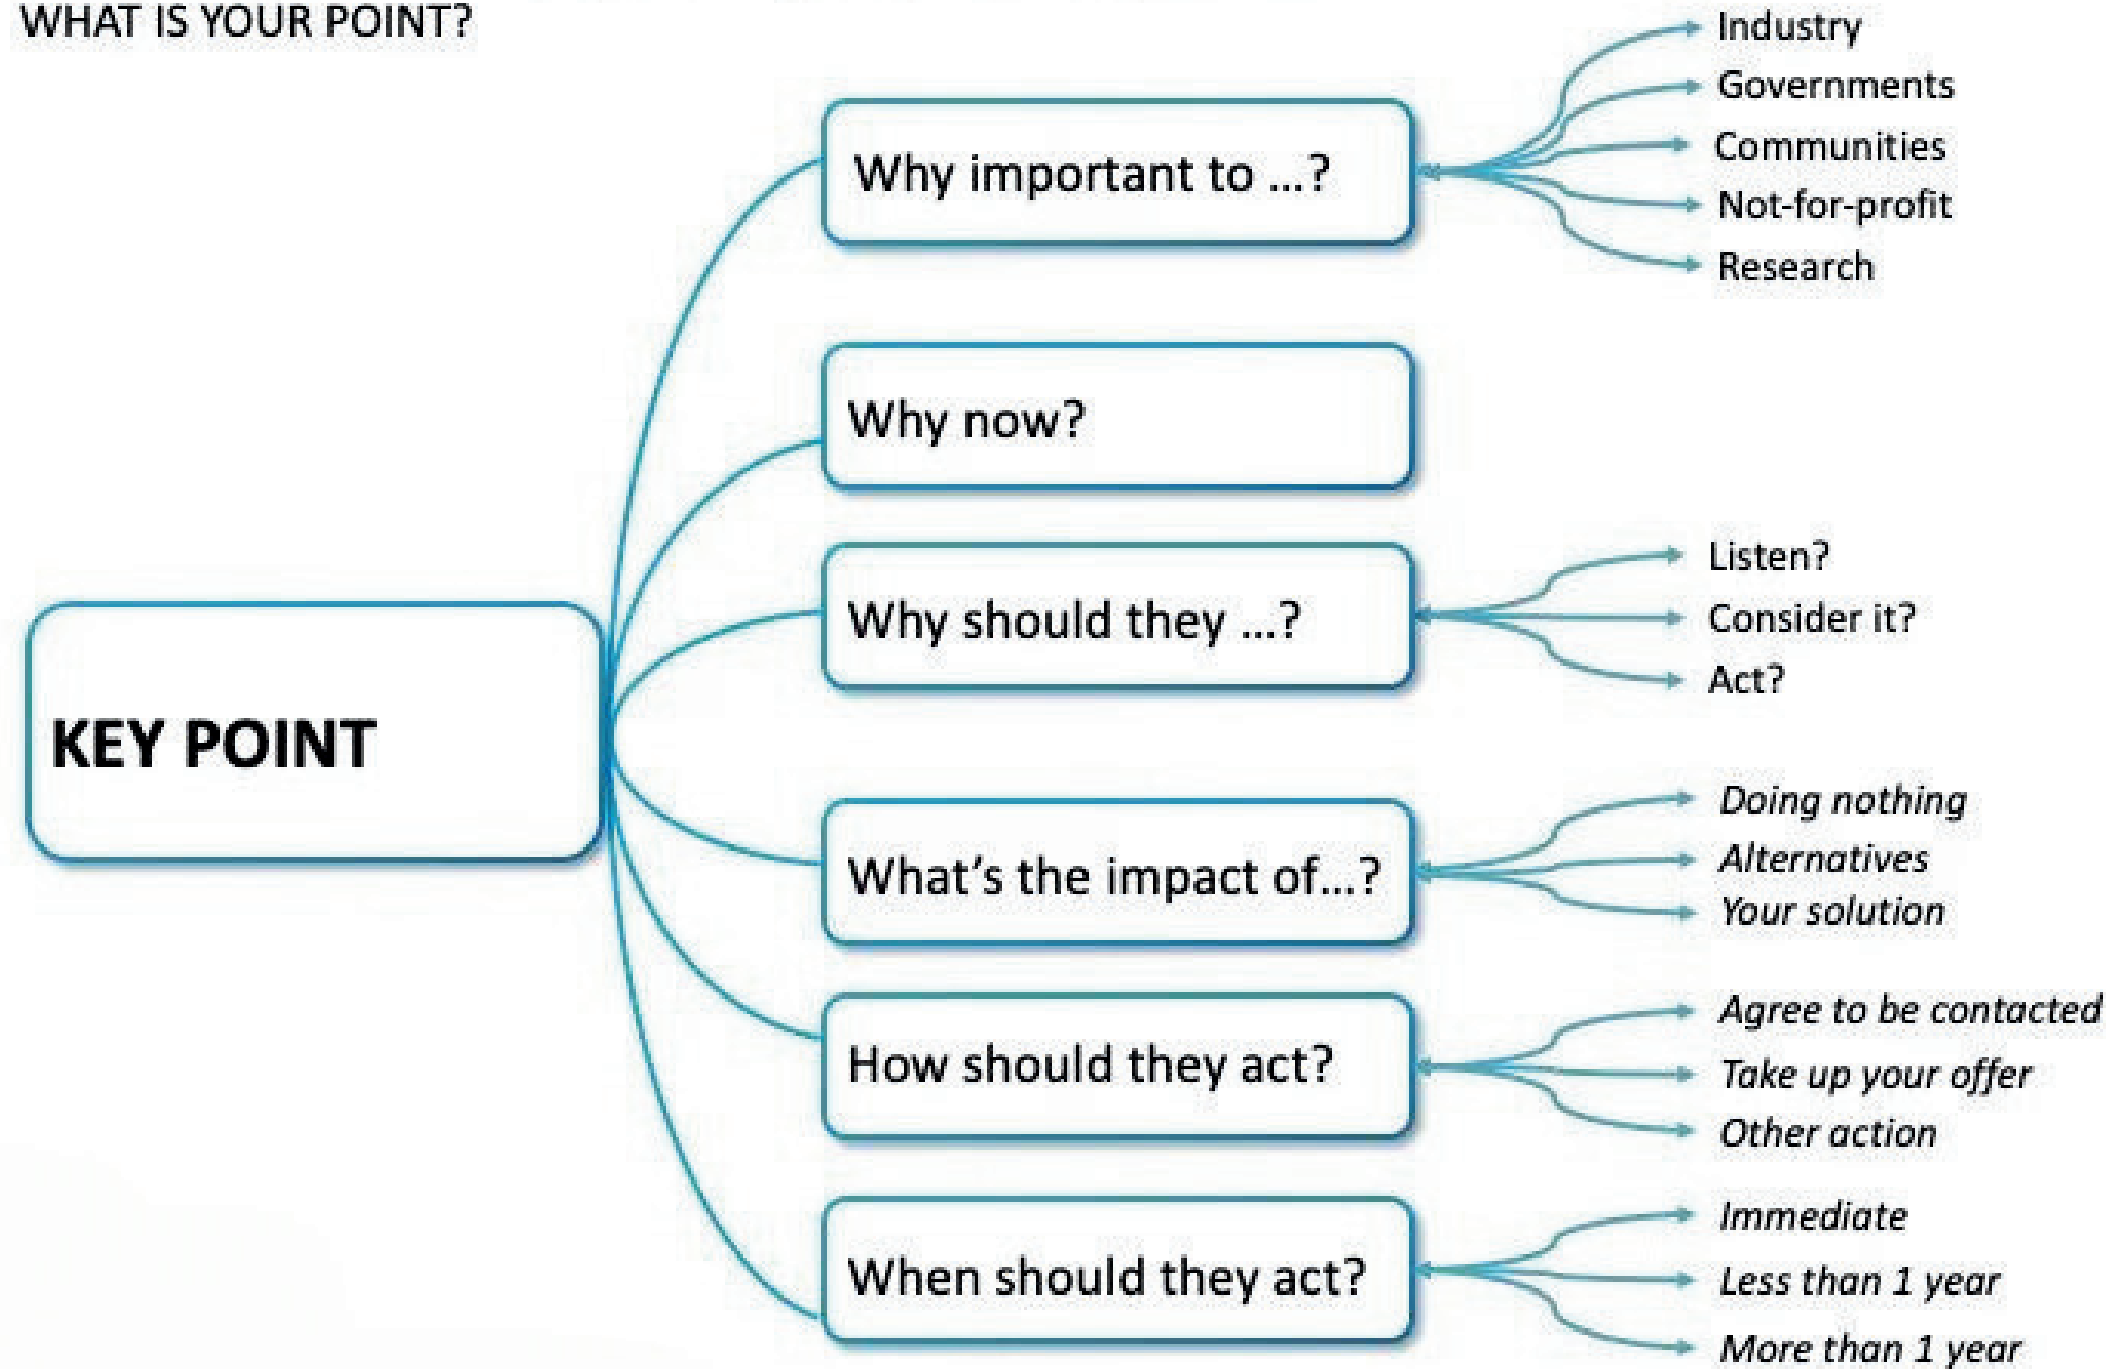 WHAT IS YOUR POINT?
KEY POINT
Why important to ...?
Industry
Governments
Communities
Not-for-profit
Research
Why now?
Why should they ...?
Listen?
Consider it?
Act?
What’s the impact of...?
Doing nothing
Alternatives
Your solution
How should they act?
Agree to be contacted
Take up your offer
Other action
When should they act?
Immediate
Less than 1 year
More than 1 year